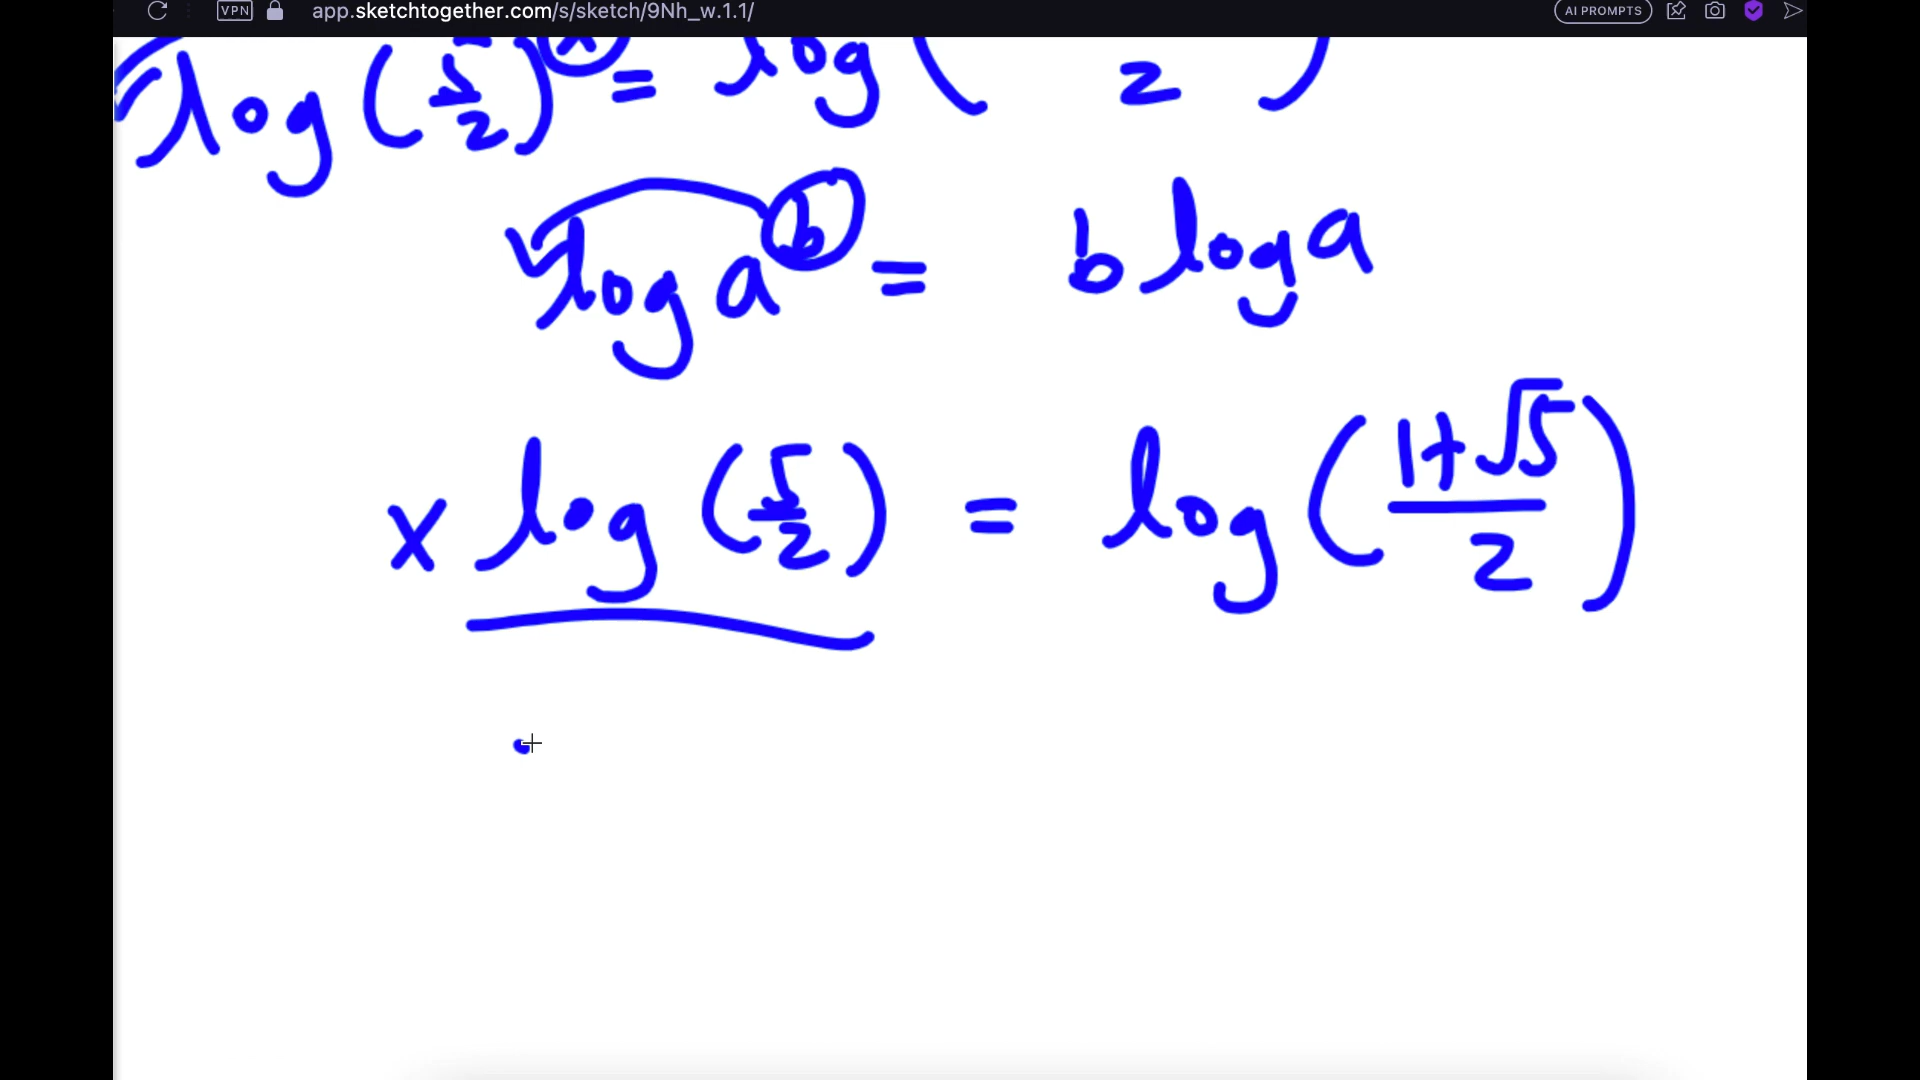 VPN app.sketchtogether.com/s/sketch/9Nh_w.1.1/ AI PROMPTS
log(5/2)^x = log( 2 )
log a^b = b log a
x log(5/2) = log((1+√5)/2)